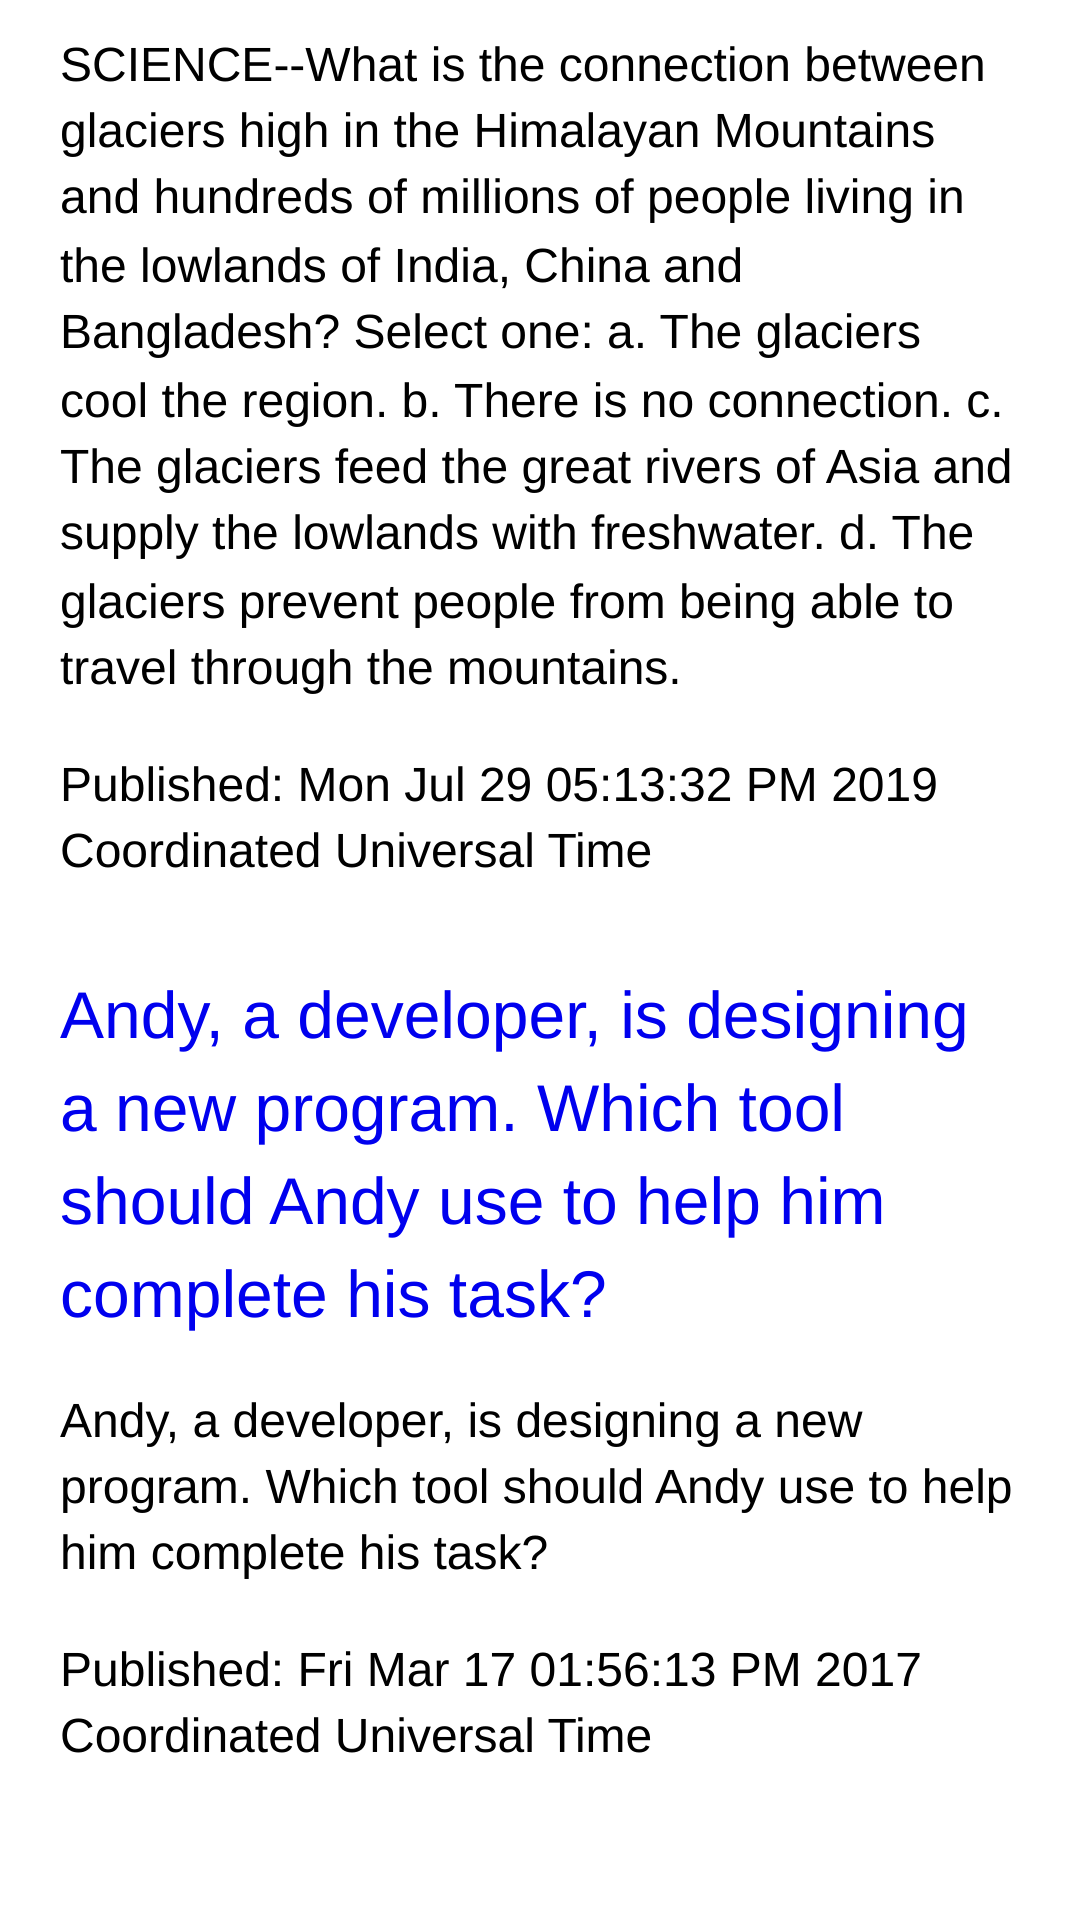 SCIENCE--What is the connection between
glaciers high in the Himalayan Mountains
and hundreds of millions of people living in
the lowlands of India, China and
Bangladesh? Select one: a. The glaciers
cool the region. b. There is no connection. c.
The glaciers feed the great rivers of Asia and
supply the lowlands with freshwater. d. The
glaciers prevent people from being able to
travel through the mountains.
Published: Mon Jul 29 05:13:32 PM 2019
Coordinated Universal Time
Andy, a developer, is designing
a new program. Which tool
should Andy use to help him
complete his task?
Andy, a developer, is designing a new
program. Which tool should Andy use to help
him complete his task?
Published: Fri Mar 17 01:56:13 PM 2017
Coordinated Universal Time